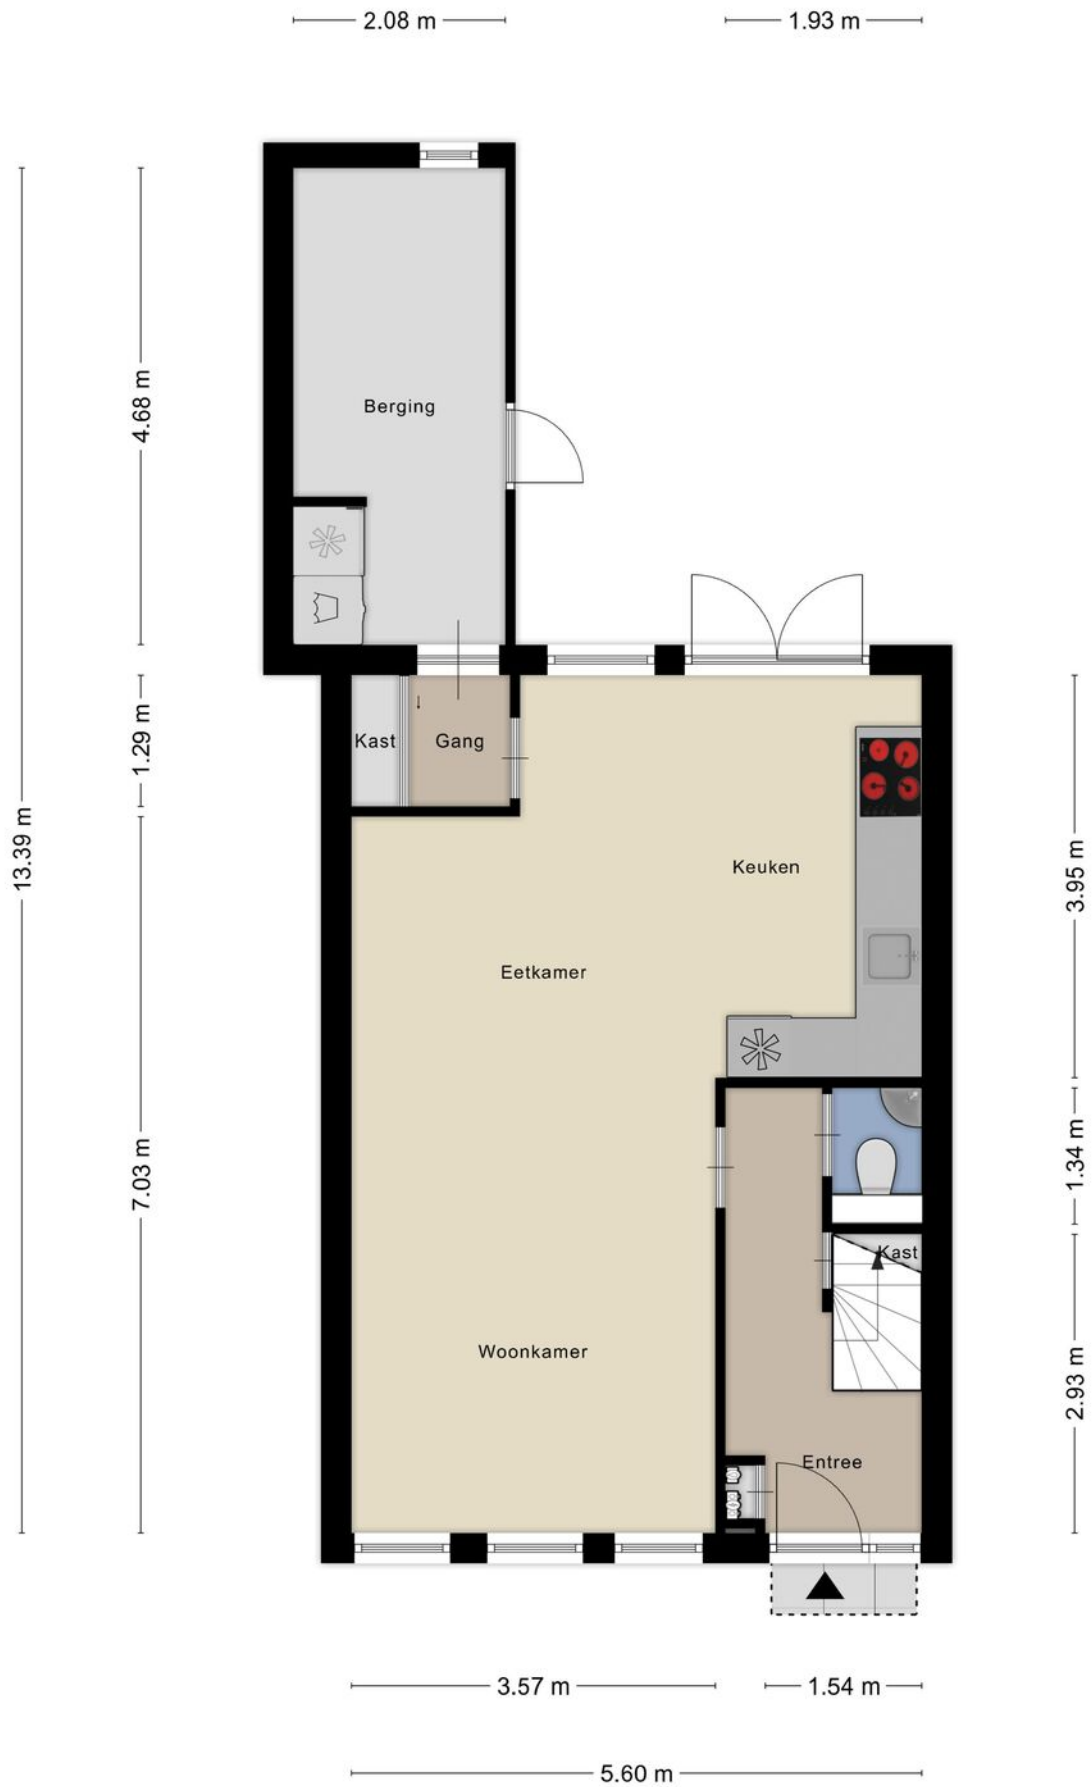 2.08 m
1.93 m
4.68 m
Berging
1.29 m
Kast
Gang
13.39 m
Keuken
3.95 m
Eetkamer
7.03 m
1.34 m
Kast
Woonkamer
2.93 m
Entree
3.57 m
1.54 m
5.60 m